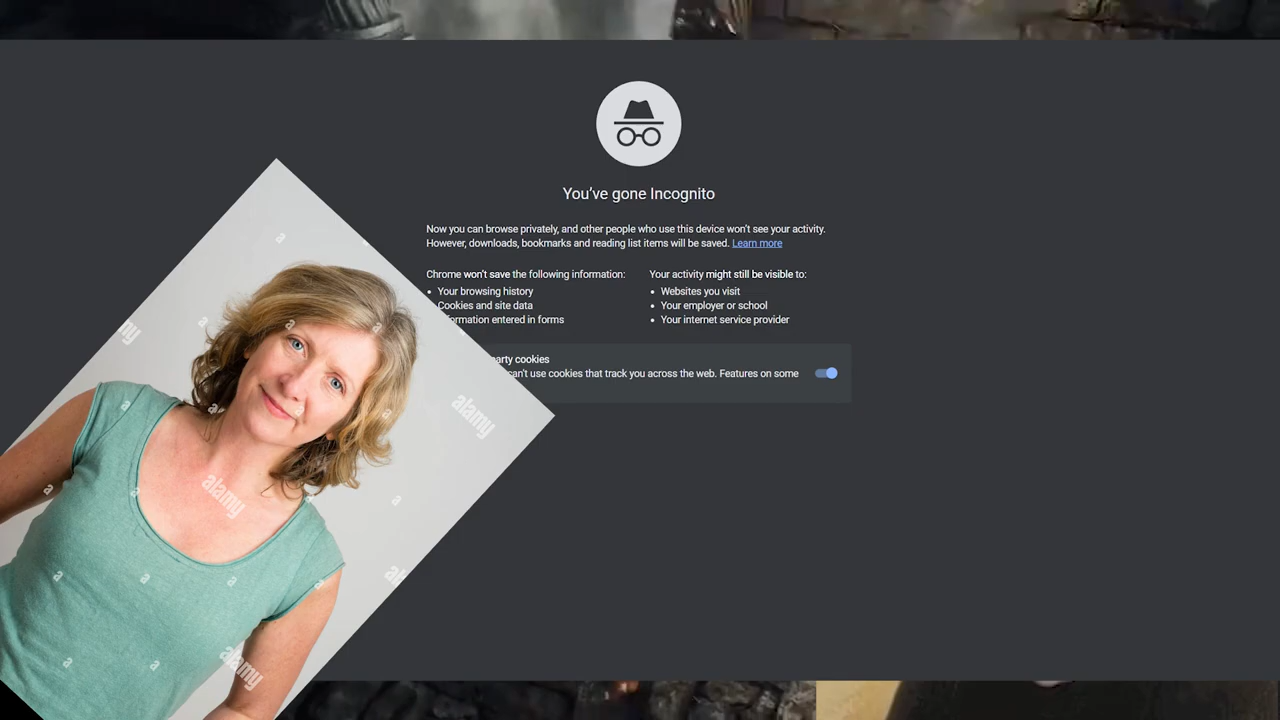 You've gone Incognito
Now you can browse privately, and other people who use this device won't see your activity.
However, downloads, bookmarks and reading list items will be saved. Learn more
Chrome won't save the following information:
Your browsing history
Cookies and site data
entered in forms
Your activity might still be visible to:
Websites you visit
Your employer or school
Your internet service provider
cookies
can't use cookies that track you across the web. Features on some
alamy
alamy
alamy